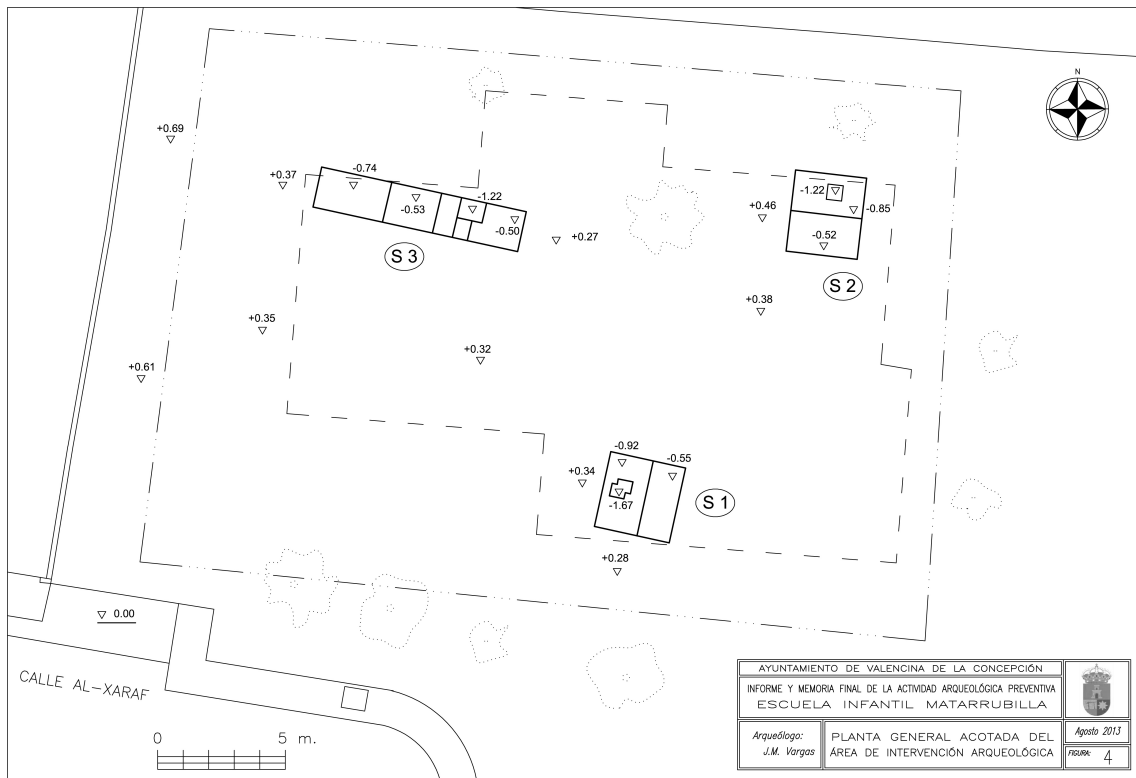 N
+0.69
+0.37
-0.74
-0.53
-1.22
-0.50
+0.27
S 3
+0.46
-1.22
-0.85
-0.52
S 2
+0.38
+0.35
+0.32
+0.61
-0.92
-0.55
+0.34
-1.67
S 1
+0.28
0.00
CALLE AL-XARAF
0 5 m.
AYUNTAMIENTO DE VALENCINA DE LA CONCEPCIÓN
INFORME Y MEMORIA FINAL DE LA ACTIVIDAD ARQUEOLÓGICA PREVENTIVA
ESCUELA INFANTIL MATARRUBILLA
Arqueólogo:
J.M. Vargas
PLANTA GENERAL ACOTADA DEL
ÁREA DE INTERVENCIÓN ARQUEOLÓGICA
Agosto 2013
FIGURA: 4